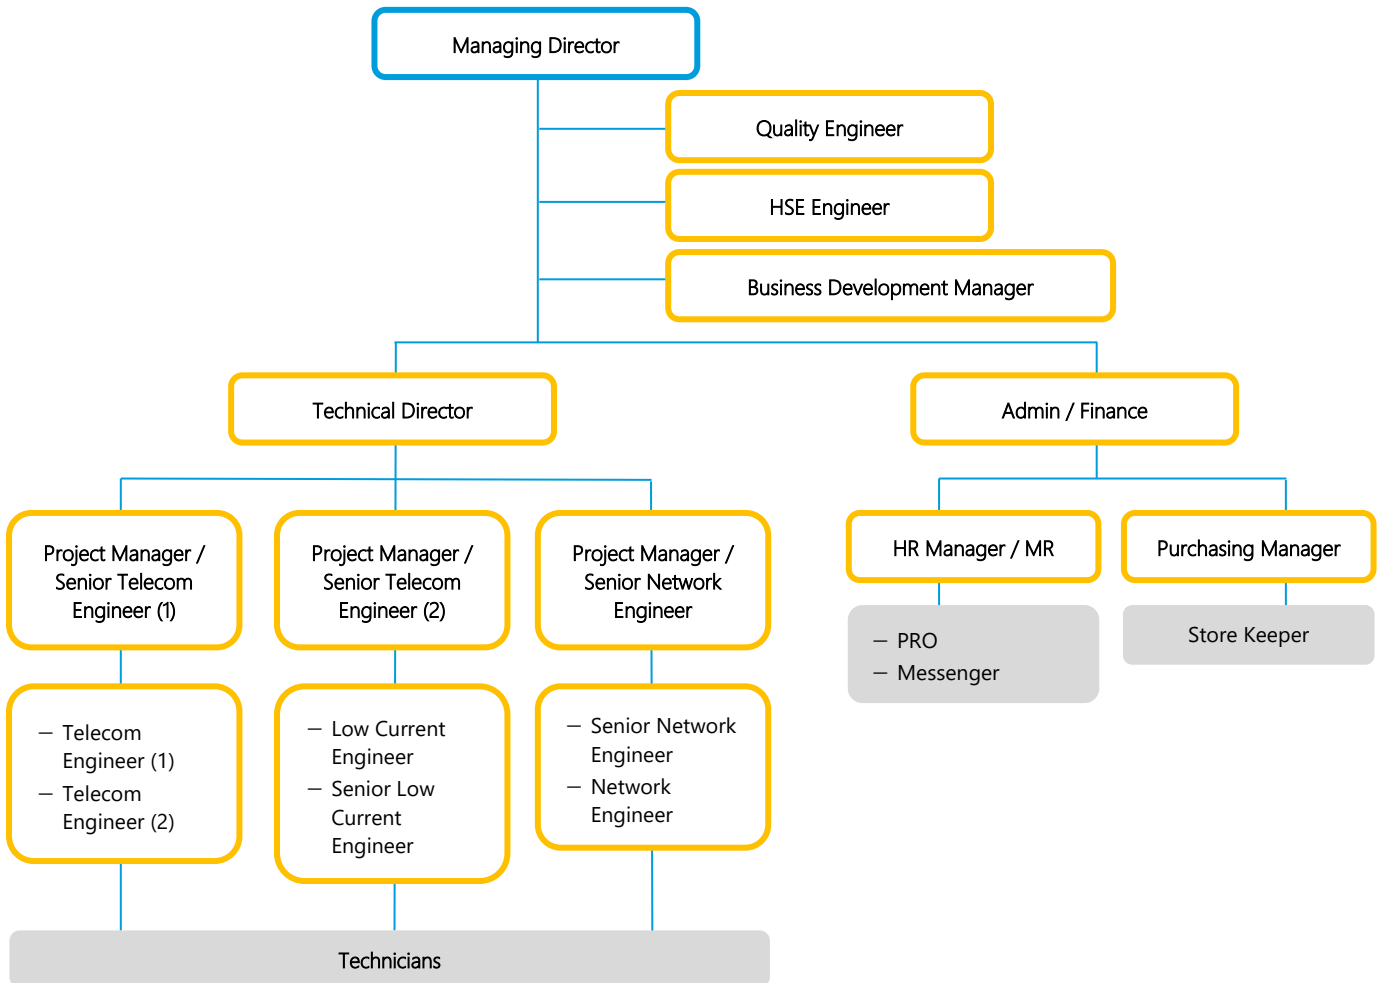 Managing Director
Quality Engineer
HSE Engineer
Business Development Manager
Technical Director
Admin / Finance
Project Manager /
Senior Telecom
Engineer (1)
Project Manager /
Senior Telecom
Engineer (2)
Project Manager /
Senior Network
Engineer
HR Manager / MR
Purchasing Manager
– PRO
– Messenger
Store Keeper
– Telecom
Engineer (1)
– Telecom
Engineer (2)
– Low Current
Engineer
– Senior Low
Current
Engineer
– Senior Network
Engineer
– Network
Engineer
Technicians